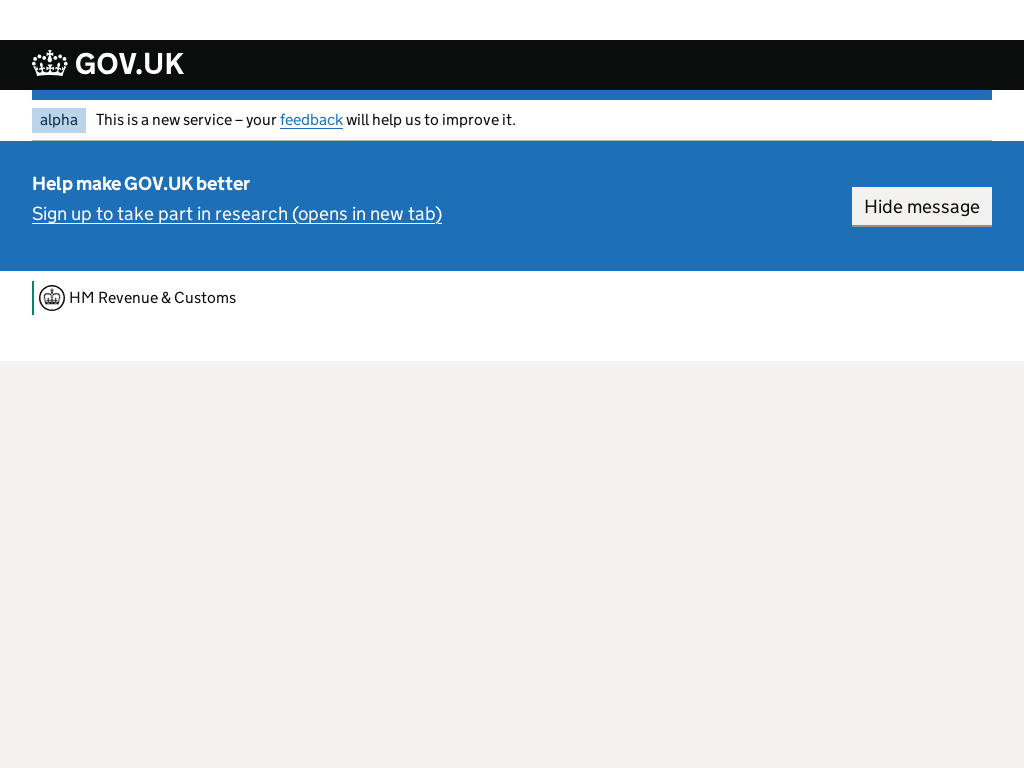 GOV.UK
alpha This is a new service – your feedback will help us to improve it.
Help make GOV.UK better
Sign up to take part in research (opens in new tab)
Hide message
HM Revenue & Customs